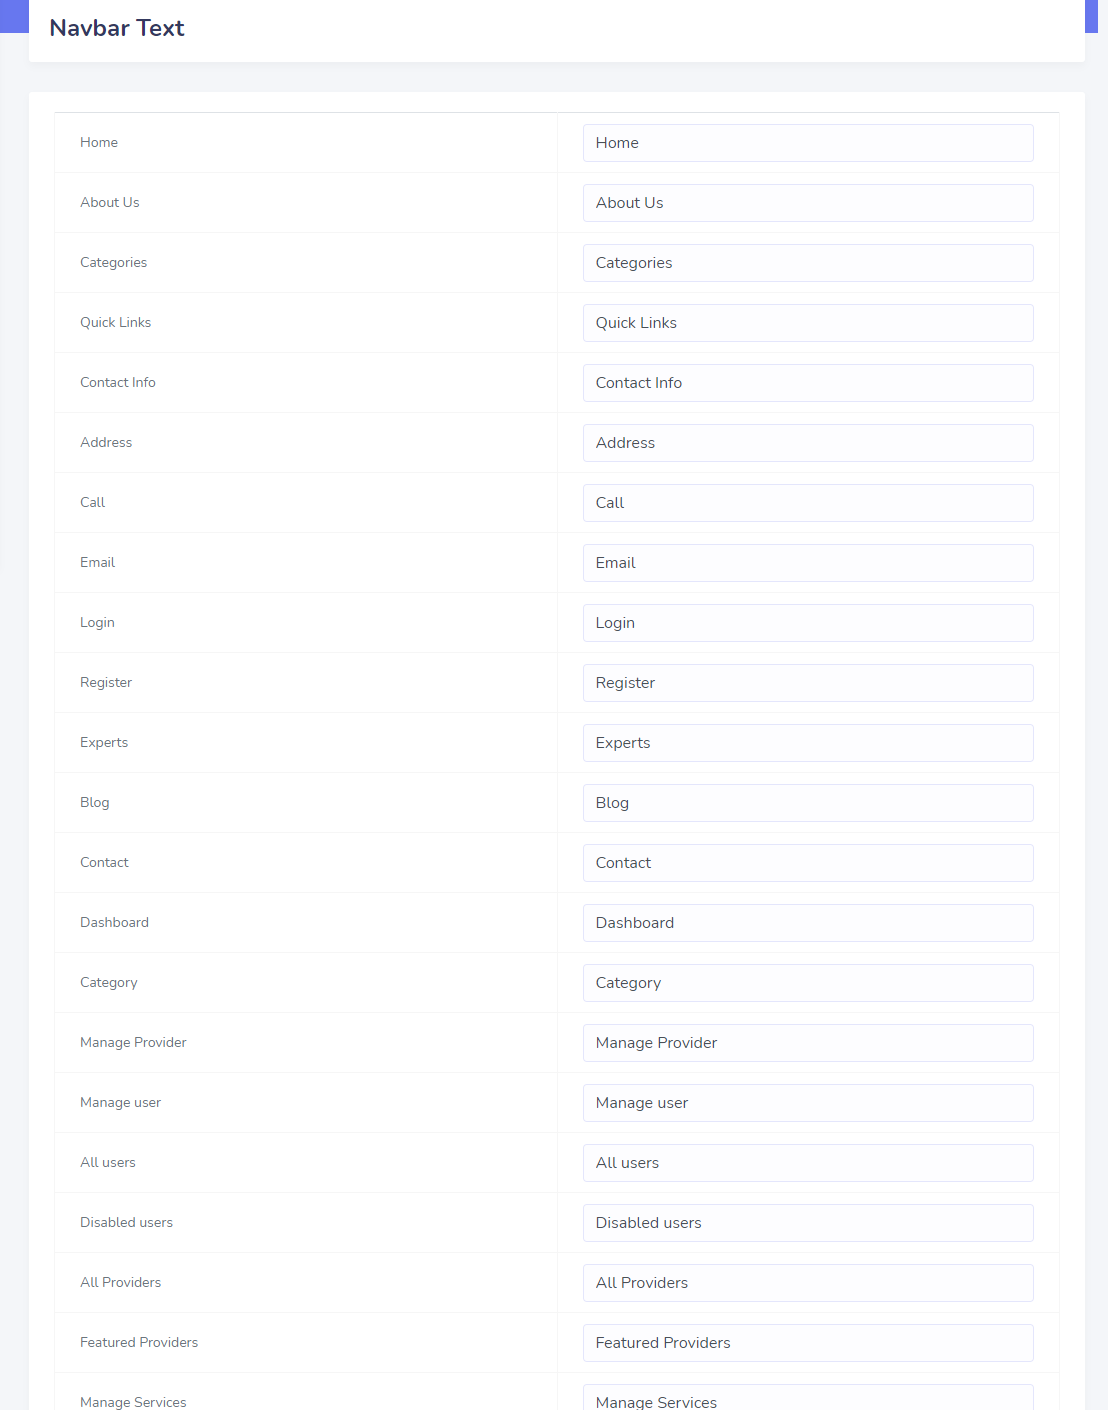 Navbar Text
Home Home
About Us About Us
Categories Categories
Quick Links Quick Links
Contact Info Contact Info
Address Address
Call Call
Email Email
Login Login
Register Register
Experts Experts
Blog Blog
Contact Contact
Dashboard Dashboard
Category Category
Manage Provider Manage Provider
Manage user Manage user
All users All users
Disabled users Disabled users
All Providers All Providers
Featured Providers Featured Providers
Manage Services Manage Services